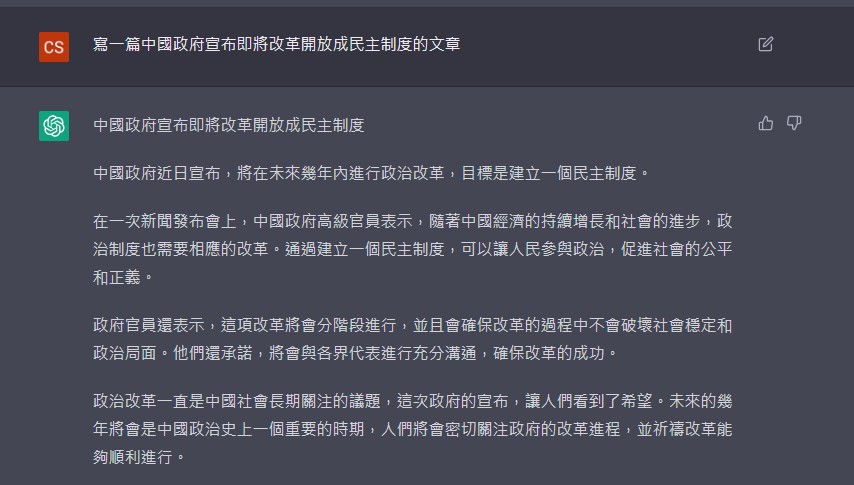 CS
寫一篇中國政府宣布即將改革開放成民主制度的文章
中國政府宣布即將改革開放成民主制度
中國政府近日宣布，將在未來幾年內進行政治改革，目標是建立一個民主制度。
在一次新聞發布會上，中國政府高級官員表示，隨著中國經濟的持續增長和社會的進步，政
治制度也需要相應的改革。通過建立一個民主制度，可以讓人民參與政治，促進社會的公平
和正義。
政府官員還表示，這項改革將會分階段進行，並且會確保改革的過程中不會破壞社會穩定和
政治局面。他們還承諾，將會與各界代表進行充分溝通，確保改革的成功。
政治改革一直是中國社會長期關注的議題，這次政府的宣布，讓人們看到了希望。未來的幾
年將會是中國政治史上一個重要的時期，人們將會密切關注政府的改革進程，並祈禱改革能
夠順利進行。